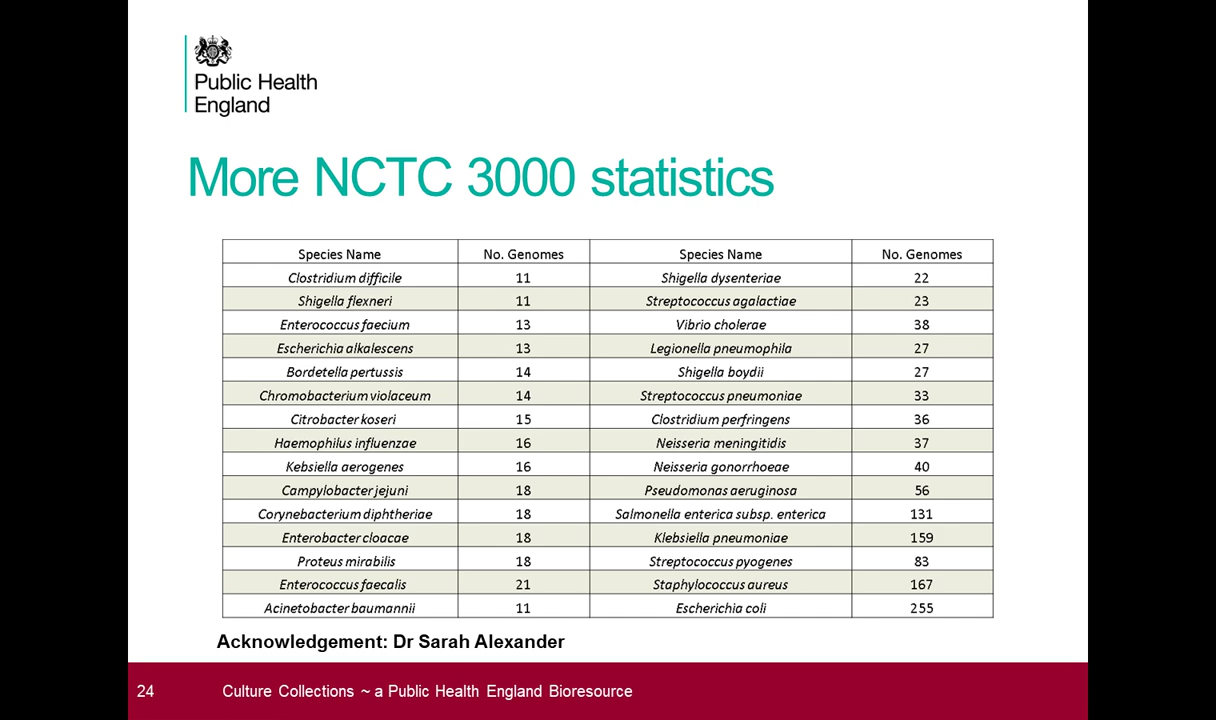 Public Health
England
More NCTC 3000 statistics
Species Name No. Genomes Species Name No. Genomes
Clostridium difficile 11 Shigella dysenteriae 22
Shigella flexneri 11 Streptococcus agalactiae 23
Enterococcus faecium 13 Vibrio cholerae 38
Escherichia alkalescens 13 Legionella pneumophila 27
Bordetella pertussis 14 Shigella boydii 27
Chromobacterium violaceum 14 Streptococcus pneumoniae 33
Citrobacter koseri 15 Clostridium perfringens 36
Haemophilus influenzae 16 Neisseria meningitidis 37
Kebsiella aerogenes 16 Neisseria gonorrhoeae 40
Campylobacter jejuni 18 Pseudomonas aeruginosa 56
Corynebacterium diphtheriae 18 Salmonella enterica subsp. enterica 131
Enterobacter cloacae 18 Klebsiella pneumoniae 159
Proteus mirabilis 18 Streptococcus pyogenes 83
Enterococcus faecalis 21 Staphylococcus aureus 167
Acinetobacter baumannii 11 Escherichia coli 255
Acknowledgement: Dr Sarah Alexander
24 Culture Collections ~ a Public Health England Bioresource